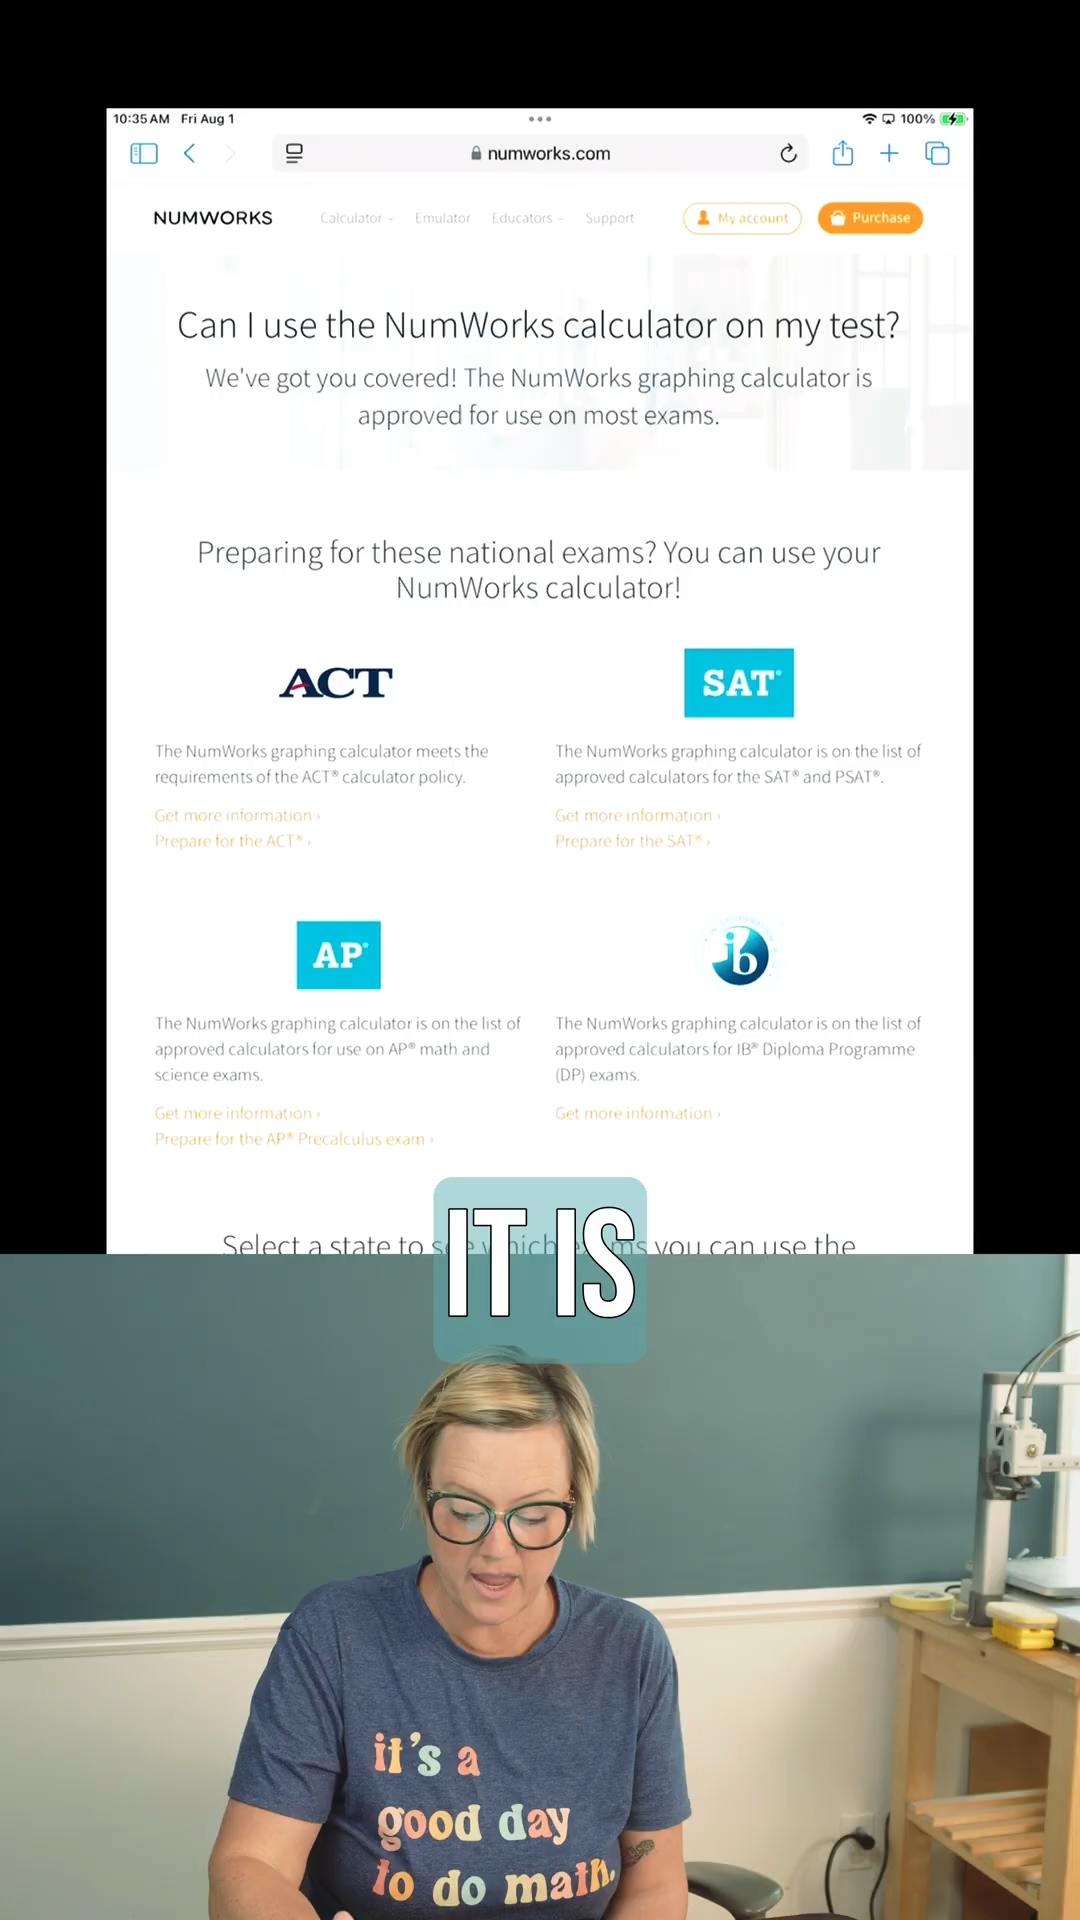 10:35 AM Fri Aug 1
100%
numworks.com
NUMWORKS
Calculator
Emulator
Educators
Support
My account
Purchase
Can I use the NumWorks calculator on my test?
We've got you covered! The NumWorks graphing calculator is
approved for use on most exams.
Preparing for these national exams? You can use your
NumWorks calculator!
ACT
The NumWorks graphing calculator meets the
requirements of the ACT® calculator policy.
Get more information ›
Prepare for the ACT® ›
SAT®
The NumWorks graphing calculator is on the list of
approved calculators for the SAT® and PSAT®.
Get more information ›
Prepare for the SAT® ›
AP®
The NumWorks graphing calculator is on the list of
approved calculators for use on AP® math and
science exams.
Get more information ›
Prepare for the AP® Precalculus exam ›
ib
The NumWorks graphing calculator is on the list of
approved calculators for IB® Diploma Programme
(DP) exams.
Get more information ›
Select a state to see which exams you can use the
IT IS
it's a
good day
to do math.